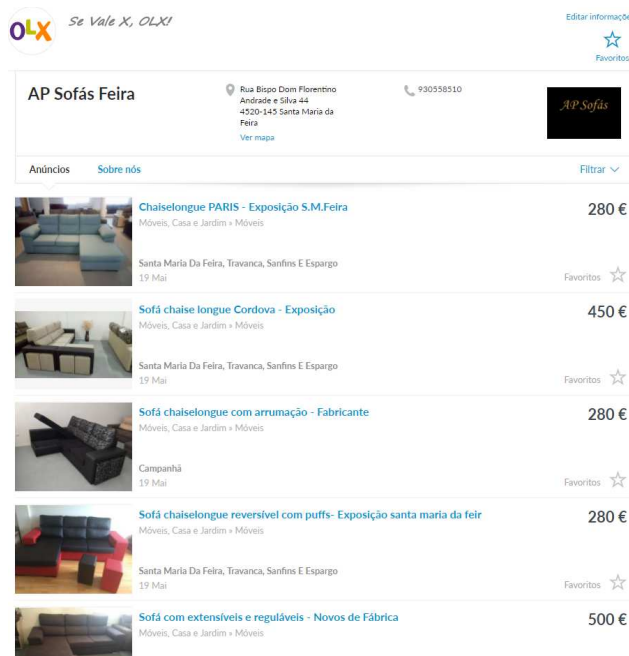 OLX
Se Vale X, OLX!
Editar informaçõe
Favoritos
AP Sofás Feira
Rua Bispo Dom Florentino
Andrade e Silva 44
4520-145 Santa Maria da
Feira
Ver mapa
930558510
AP Sofás
Anúncios
Sobre nós
Filtrar
Chaiselongue PARIS - Exposição S.M.Feira
280 €
Móveis, Casa e Jardim » Móveis
Santa Maria Da Feira, Travanca, Sanfins E Espargo
19 Mai
Favoritos
Sofá chaise longue Cordova - Exposição
450 €
Móveis, Casa e Jardim » Móveis
Santa Maria Da Feira, Travanca, Sanfins E Espargo
19 Mai
Favoritos
Sofá chaiselongue com arrumação - Fabricante
280 €
Móveis, Casa e Jardim » Móveis
Campanhã
19 Mai
Favoritos
Sofá chaiselongue reversível com puffs- Exposição santa maria da feir
280 €
Móveis, Casa e Jardim » Móveis
Santa Maria Da Feira, Travanca, Sanfins E Espargo
19 Mai
Favoritos
Sofá com extensíveis e reguláveis - Novos de Fábrica
500 €
Móveis, Casa e Jardim » Móveis